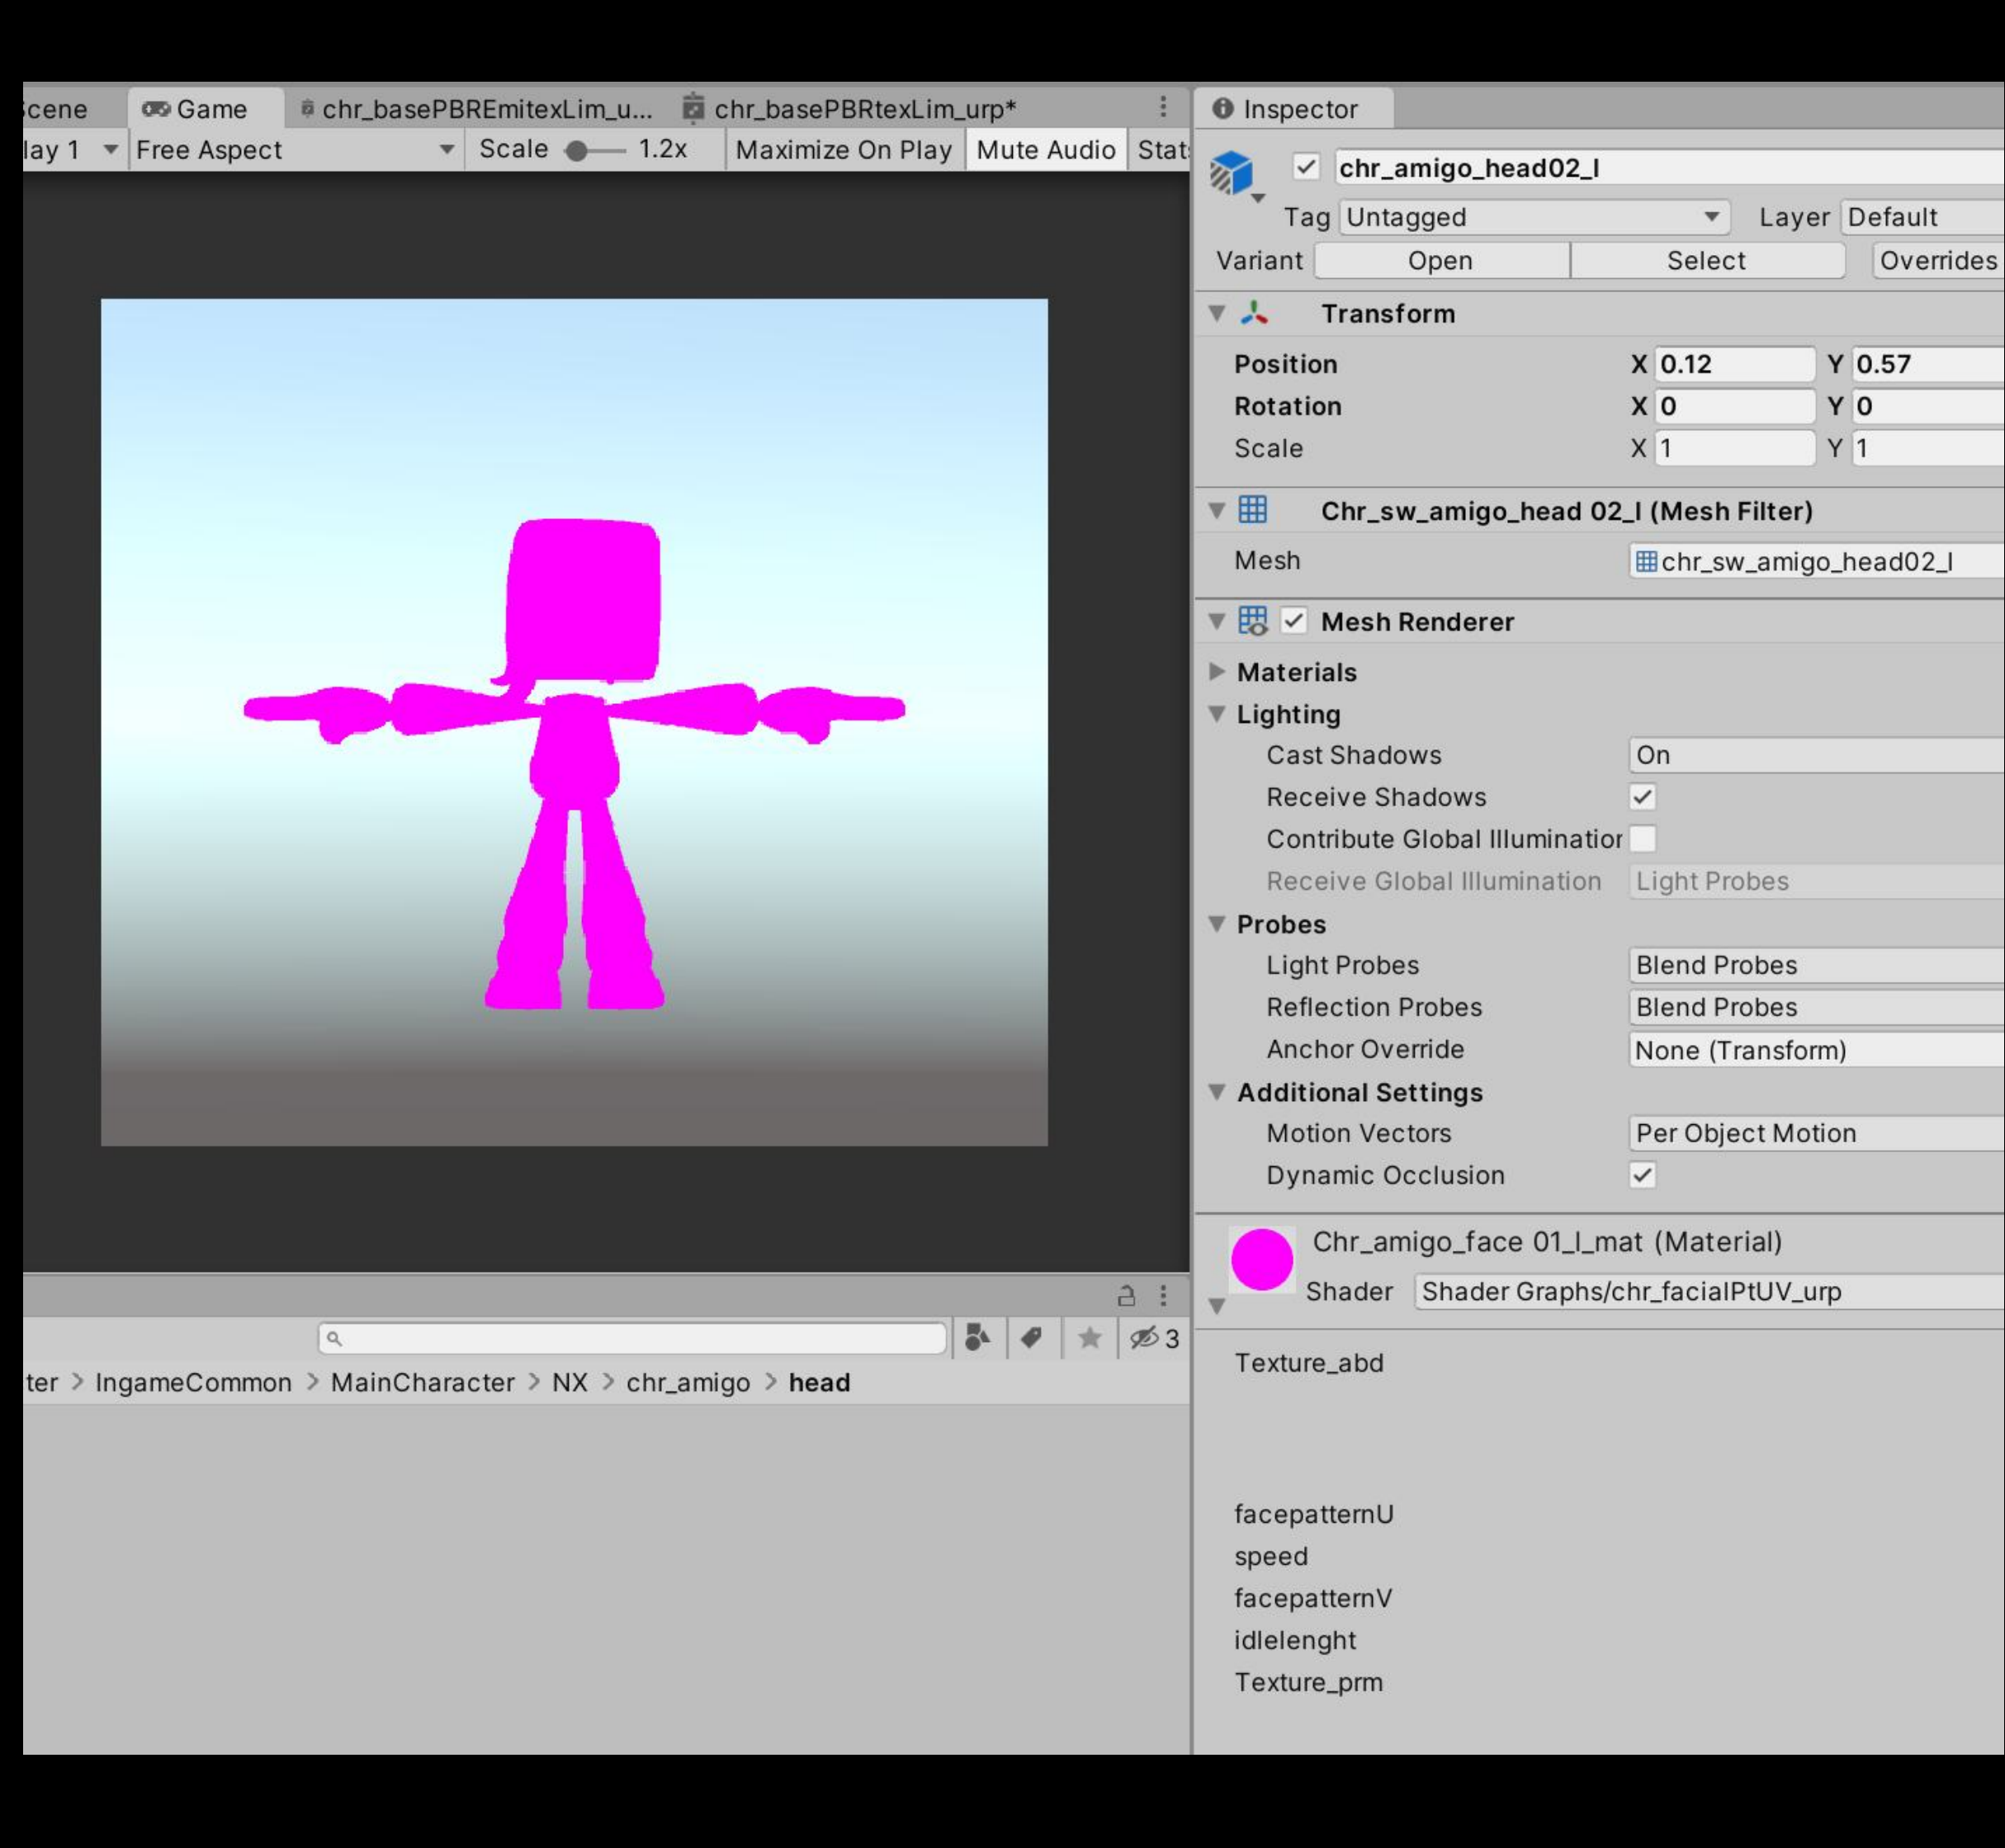 cene Game chr_basePBREmitexLim_u... chr_basePBRtexLim_urp*
lay 1 Free Aspect Scale 1.2x Maximize On Play Mute Audio Stat
Inspector
chr_amigo_head02_l
Tag Untagged Layer Default
Variant Open Select Overrides
Transform
Position X 0.12 Y 0.57
Rotation X 0 Y 0
Scale X 1 Y 1
Chr_sw_amigo_head 02_l (Mesh Filter)
Mesh chr_sw_amigo_head02_l
Mesh Renderer
Materials
Lighting
Cast Shadows On
Receive Shadows
Contribute Global Illumination
Receive Global Illumination Light Probes
Probes
Light Probes Blend Probes
Reflection Probes Blend Probes
Anchor Override None (Transform)
Additional Settings
Motion Vectors Per Object Motion
Dynamic Occlusion
Chr_amigo_face 01_l_mat (Material)
Shader Shader Graphs/chr_facialPtUV_urp
Texture_abd
facepatternU
speed
facepatternV
idlelenght
Texture_prm
3
ter > IngameCommon > MainCharacter > NX > chr_amigo > head